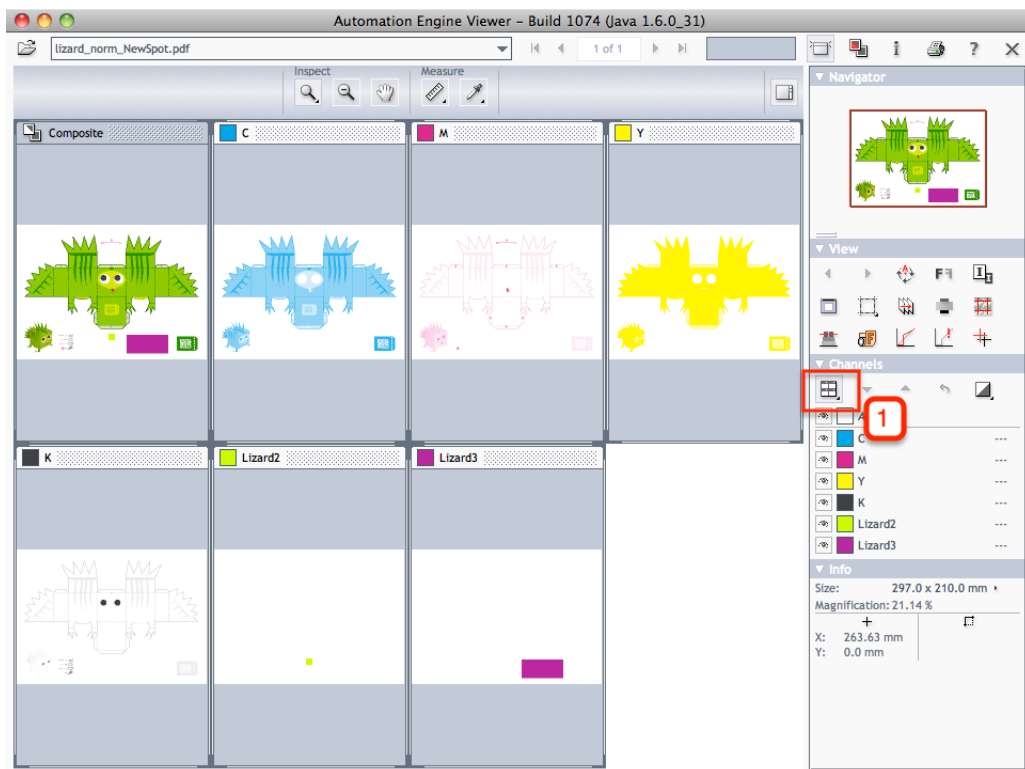 Automation Engine Viewer – Build 1074 (Java 1.6.0_31)
lizard_norm_NewSpot.pdf
1 of 1
i
?
X
Inspect
Measure
Navigator
Composite
C
M
Y
View
Channels
1
A
C ---
M ---
Y ---
K ---
Lizard2 ---
Lizard3 ---
K
Lizard2
Lizard3
Info
Size: 297.0 x 210.0 mm
Magnification: 21.14 %
X: 263.63 mm
Y: 0.0 mm